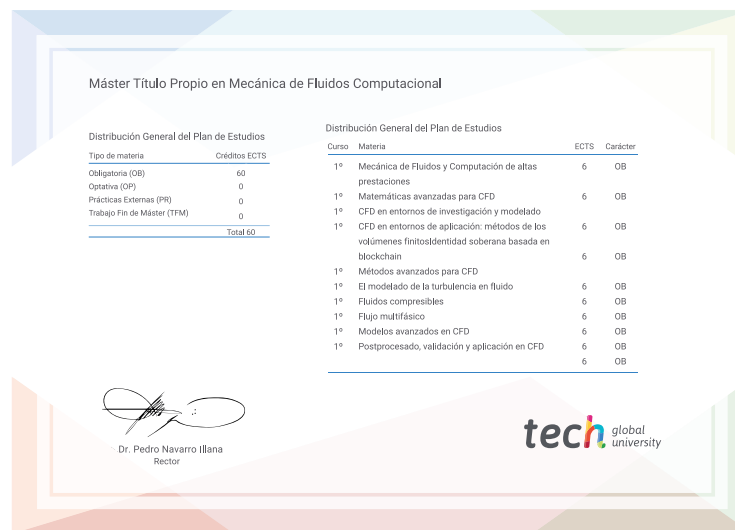 Máster Título Propio en Mecánica de Fluidos Computacional
Distribución General del Plan de Estudios
Tipo de materia Créditos ECTS
Obligatoria (OB) 60
Optativa (OP) 0
Prácticas Externas (PR) 0
Trabajo Fin de Máster (TFM) 0
Total 60
Distribución General del Plan de Estudios
Curso Materia ECTS Carácter
1º Mecánica de Fluidos y Computación de altas 6 OB
prestaciones
1º Matemáticas avanzadas para CFD 6 OB
1º CFD en entornos de investigación y modelado
1º CFD en entornos de aplicación: métodos de los 6 OB
volúmenes finitosIdentidad soberana basada en
blockchain 6 OB
1º Métodos avanzados para CFD
1º El modelado de la turbulencia en fluido 6 OB
1º Fluidos compresibles 6 OB
1º Flujo multifásico 6 OB
1º Modelos avanzados en CFD 6 OB
1º Postprocesado, validación y aplicación en CFD 6 OB
6 OB
Dr. Pedro Navarro Illana
Rector
tech global
university